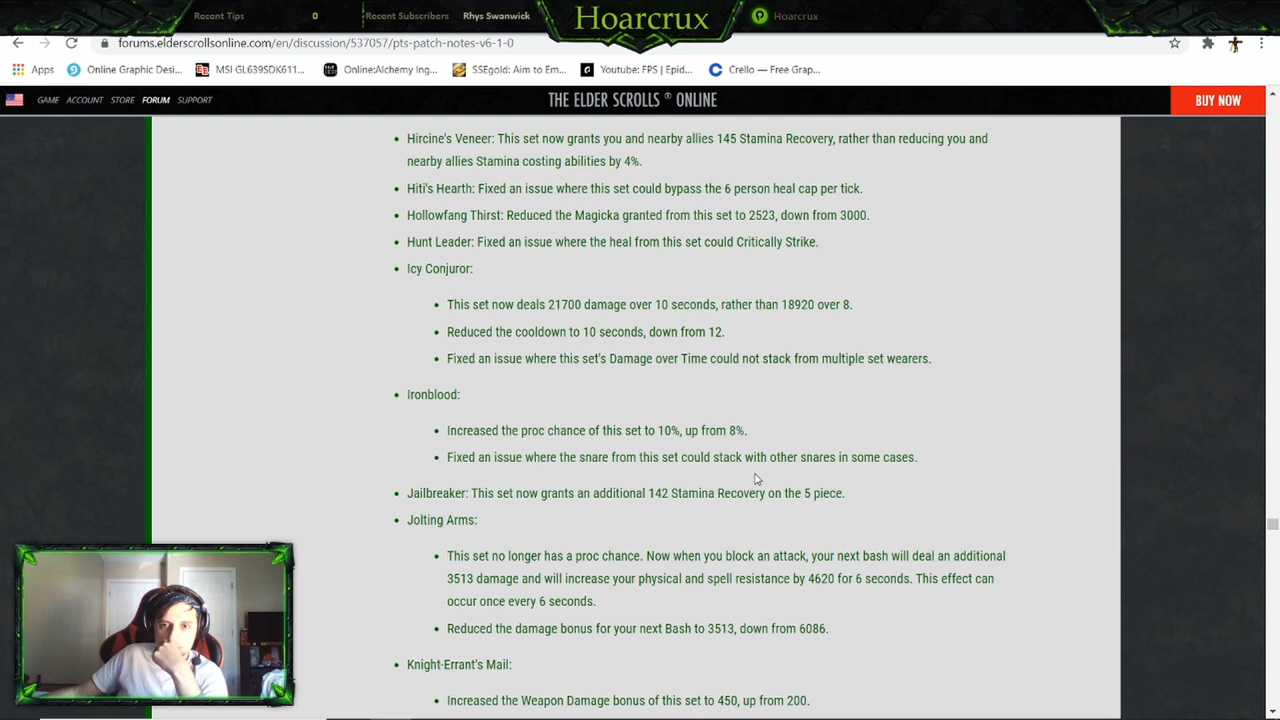 Recent Tips 0 Recent Subscribers Rhys Swanwick Hoarcrux Hoarcrux
forums.elderscrollsonline.com/en/discussion/537057/pts-patch-notes-v6-1-0
Apps Online Graphic Desi... MSI GL639SDK611... Online:Alchemy Ing... SSEgold: Aim to Em... Youtube: FPS | Epid... Crello — Free Grap...
GAME ACCOUNT STORE FORUM SUPPORT THE ELDER SCROLLS ® ONLINE BUY NOW
• Hircine's Veneer: This set now grants you and nearby allies 145 Stamina Recovery, rather than reducing you and
nearby allies Stamina costing abilities by 4%.
• Hiti's Hearth: Fixed an issue where this set could bypass the 6 person heal cap per tick.
• Hollowfang Thirst: Reduced the Magicka granted from this set to 2523, down from 3000.
• Hunt Leader: Fixed an issue where the heal from this set could Critically Strike.
• Icy Conjuror:
• This set now deals 21700 damage over 10 seconds, rather than 18920 over 8.
• Reduced the cooldown to 10 seconds, down from 12.
• Fixed an issue where this set's Damage over Time could not stack from multiple set wearers.
• Ironblood:
• Increased the proc chance of this set to 10%, up from 8%.
• Fixed an issue where the snare from this set could stack with other snares in some cases.
• Jailbreaker: This set now grants an additional 142 Stamina Recovery on the 5 piece.
• Jolting Arms:
• This set no longer has a proc chance. Now when you block an attack, your next bash will deal an additional
3513 damage and will increase your physical and spell resistance by 4620 for 6 seconds. This effect can
occur once every 6 seconds.
• Reduced the damage bonus for your next Bash to 3513, down from 6086.
• Knight-Errant's Mail:
• Increased the Weapon Damage bonus of this set to 450, up from 200.